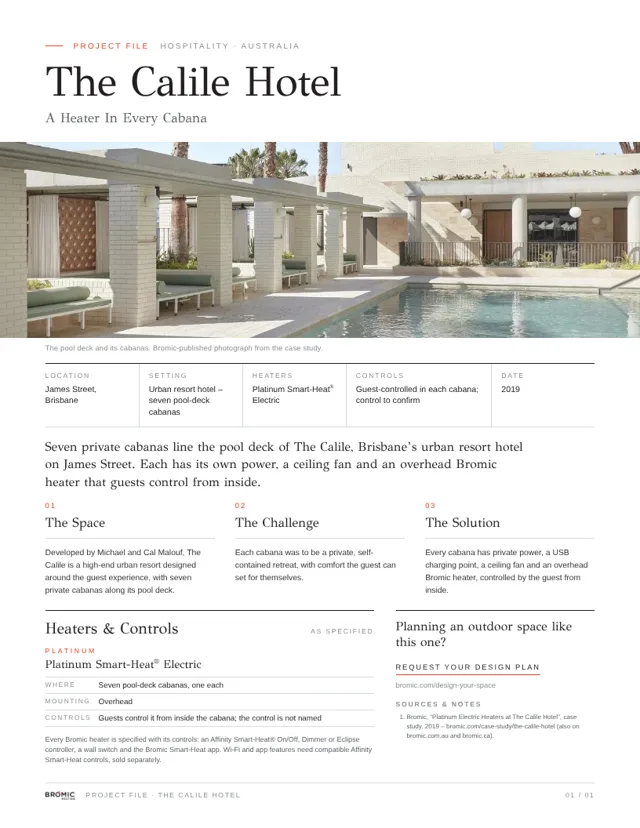 PROJECT FILE HOSPITALITY · AUSTRALIA
The Calile Hotel
A Heater In Every Cabana
The pool deck and its cabanas. Bromic-published photograph from the case study.
LOCATION
James Street,
Brisbane
SETTING
Urban resort hotel –
seven pool-deck
cabanas
HEATERS
Platinum Smart-Heat®
Electric
CONTROLS
Guest-controlled in each cabana;
control to confirm
DATE
2019
Seven private cabanas line the pool deck of The Calile, Brisbane's urban resort hotel
on James Street. Each has its own power, a ceiling fan and an overhead Bromic
heater that guests control from inside.
01
The Space
Developed by Michael and Cal Malouf, The
Calile is a high-end urban resort designed
around the guest experience, with seven
private cabanas along its pool deck.
02
The Challenge
Each cabana was to be a private, self-
contained retreat, with comfort the guest can
set for themselves.
03
The Solution
Every cabana has private power, a USB
charging point, a ceiling fan and an overhead
Bromic heater, controlled by the guest from
inside.
Heaters & Controls AS SPECIFIED
PLATINUM
Platinum Smart-Heat® Electric
WHERE Seven pool-deck cabanas, one each
MOUNTING Overhead
CONTROLS Guests control it from inside the cabana; the control is not named
Every Bromic heater is specified with its controls: an Affinity Smart-Heat® On/Off, Dimmer or Eclipse
controller, a wall switch and the Bromic Smart-Heat app. Wi-Fi and app features need compatible Affinity
Smart-Heat controls, sold separately.
Planning an outdoor space like
this one?
REQUEST YOUR DESIGN PLAN
bromic.com/design-your-space
SOURCES & NOTES
1. Bromic, "Platinum Electric Heaters at The Calile Hotel", case
study, 2019 – bromic.com/case-study/the-calile-hotel (also on
bromic.com.au and bromic.ca).
BROMIC
HEATING
PROJECT FILE · THE CALILE HOTEL
01 / 01